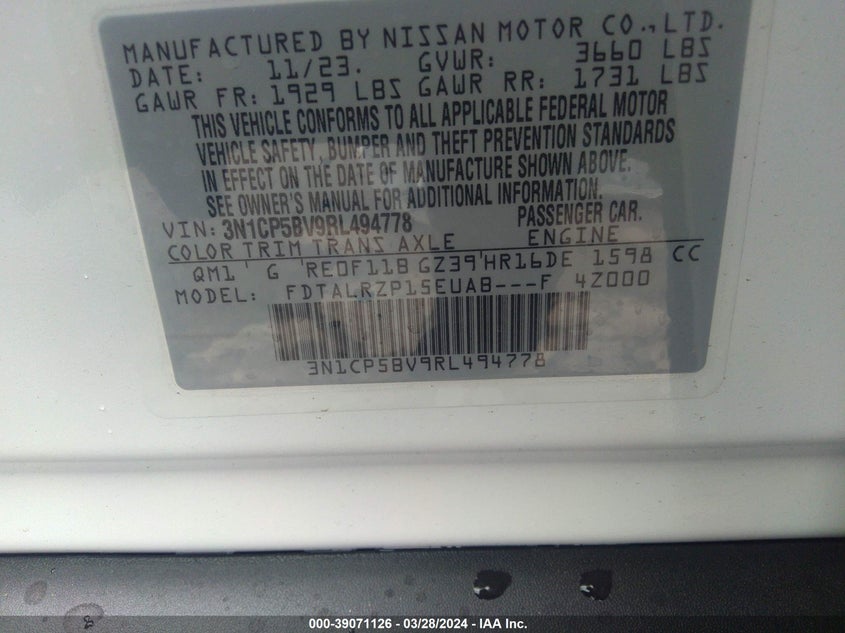 MANUFACTURED BY NISSAN MOTOR CO.,LTD.
DATE: 11/23. GVWR: 3660 LBS
GAWR FR: 1929 LBS GAWR RR: 1731 LBS
THIS VEHICLE CONFORMS TO ALL APPLICABLE FEDERAL MOTOR
VEHICLE SAFETY, BUMPER AND THEFT PREVENTION STANDARDS
IN EFFECT ON THE DATE OF MANUFACTURE SHOWN ABOVE.
SEE OWNER'S MANUAL FOR ADDITIONAL INFORMATION.
VIN: 3N1CP5BV9RL494778 PASSENGER CAR.
COLOR TRIM TRANS AXLE ENGINE
QM1 G RE0F11B GZ39 HR16DE 1598 CC
MODEL: FDTALRZP15EUAB---F 4Z000
3N1CP5BV9RL494778
000-39071126 | 03/28/2024 - IAA Inc.